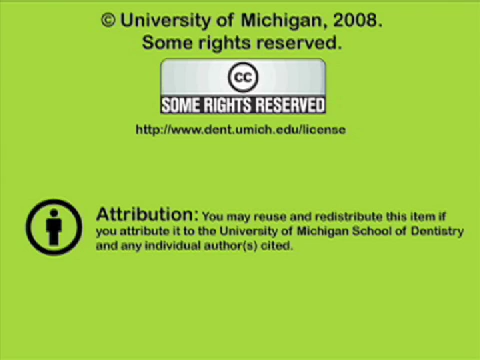 © University of Michigan, 2008.
Some rights reserved.
cc
SOME RIGHTS RESERVED
http://www.dent.umich.edu/license
Attribution: You may reuse and redistribute this item if
you attribute it to the University of Michigan School of Dentistry
and any individual author(s) cited.